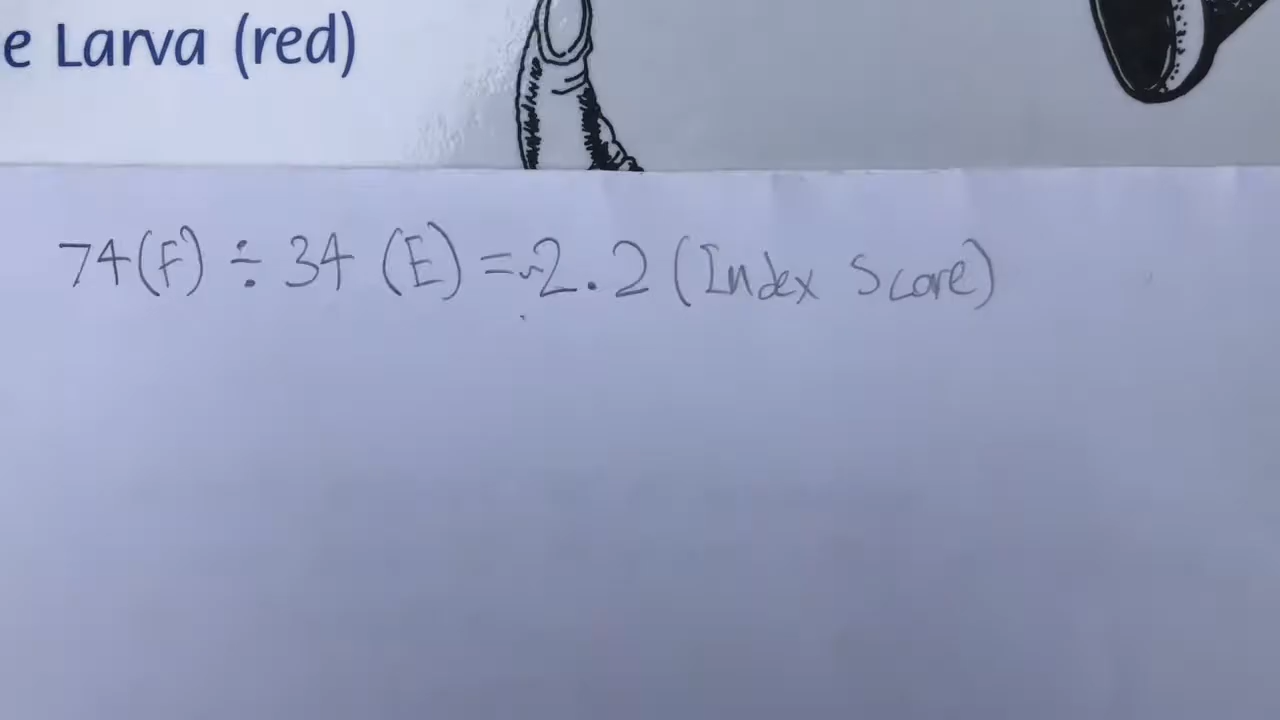 e Larva (red)
74(F) ÷ 34 (E) = ~2.2 (Index Score)